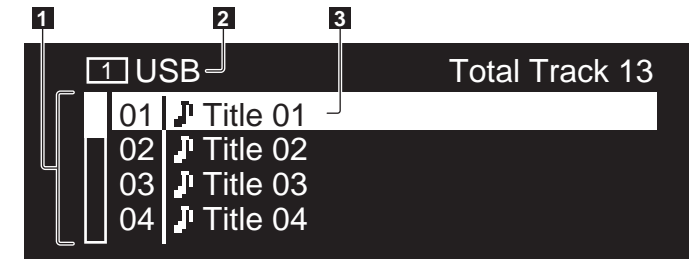 1 2 3
1 USB Total Track 13
01 Title 01
02 Title 02
03 Title 03
04 Title 04